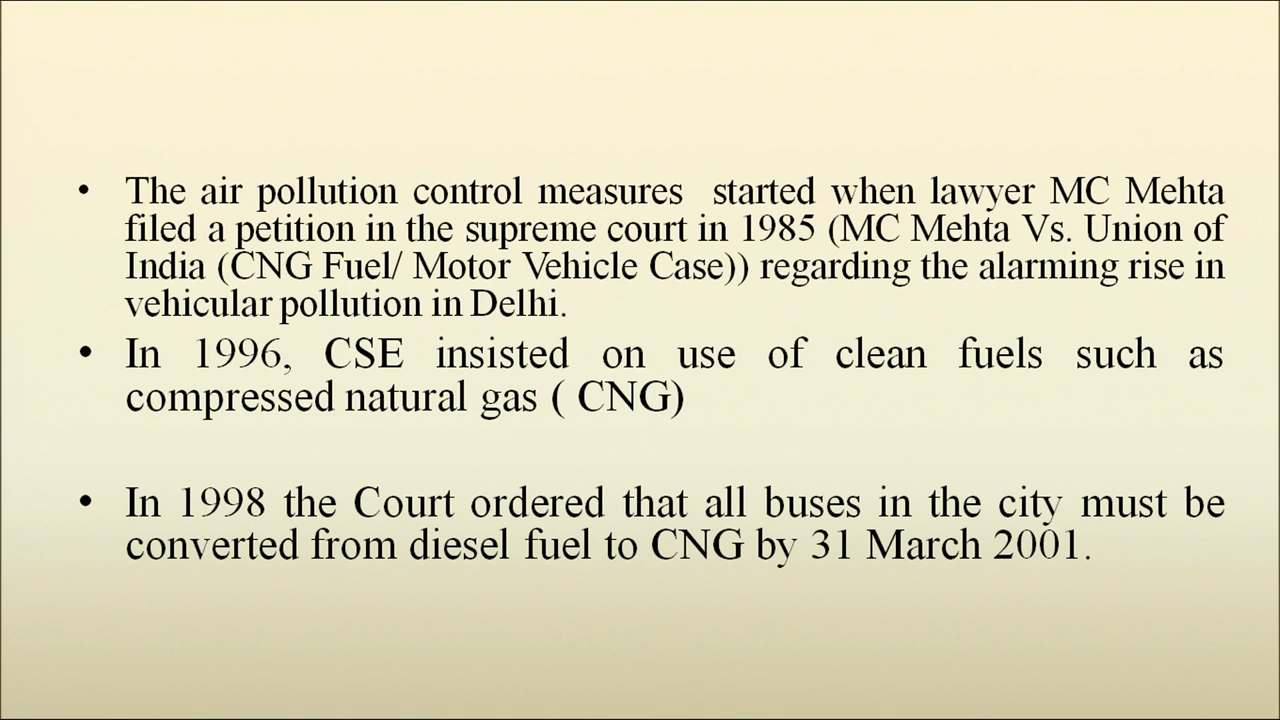 • The air pollution control measures started when lawyer MC Mehta
filed a petition in the supreme court in 1985 (MC Mehta Vs. Union of
India (CNG Fuel/ Motor Vehicle Case)) regarding the alarming rise in
vehicular pollution in Delhi.
• In 1996, CSE insisted on use of clean fuels such as
compressed natural gas ( CNG)
• In 1998 the Court ordered that all buses in the city must be
converted from diesel fuel to CNG by 31 March 2001.